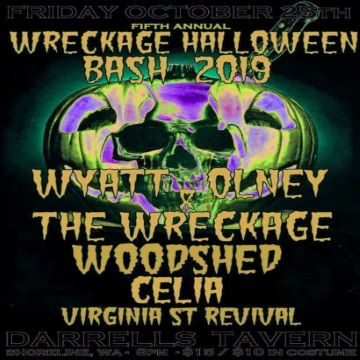 FRIDAY OCTOBER 25TH
FIFTH ANNUAL
WRECKAGE HALLOWEEN
BASH 2019
WYATT OLNEY
&
THE WRECKAGE
WOODSHED
CELIA
VIRGINIA ST REVIVAL
DARRELLS TAVERN
SHORELINE, WA - 8PM - $15 / $10 IN COSTUME